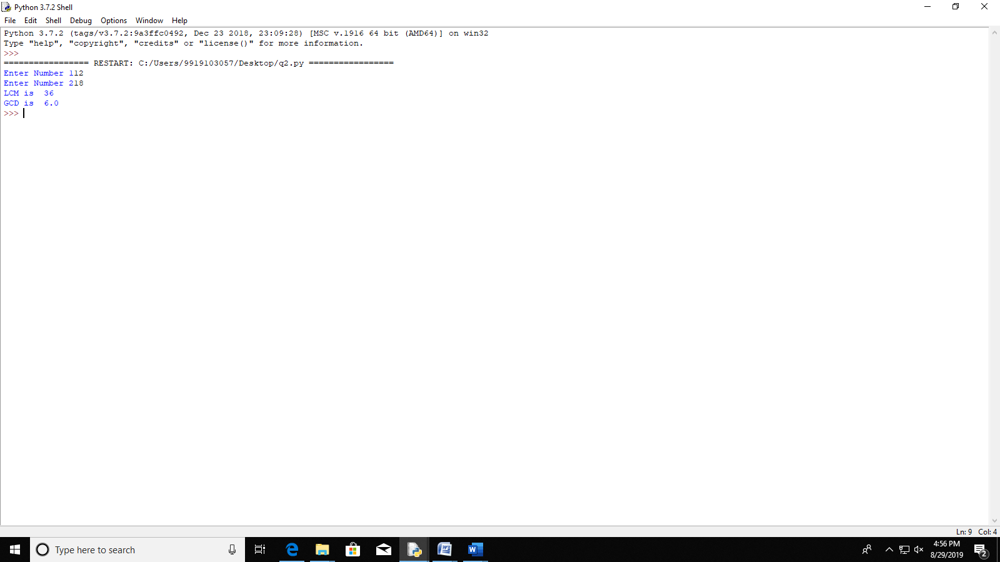 Python 3.7.2 Shell
File Edit Shell Debug Options Window Help
Python 3.7.2 (tags/v3.7.2:9a3ffc0492, Dec 23 2018, 23:09:28) [MSC v.1916 64 bit (AMD64)] on win32
Type "help", "copyright", "credits" or "license()" for more information.
>>>
================= RESTART: C:/Users/9919103057/Desktop/q2.py =================
Enter Number 112
Enter Number 218
LCM is  36
GCD is  6.0
>>>
Ln: 9 Col: 4
Type here to search
4:56 PM
8/29/2019
2